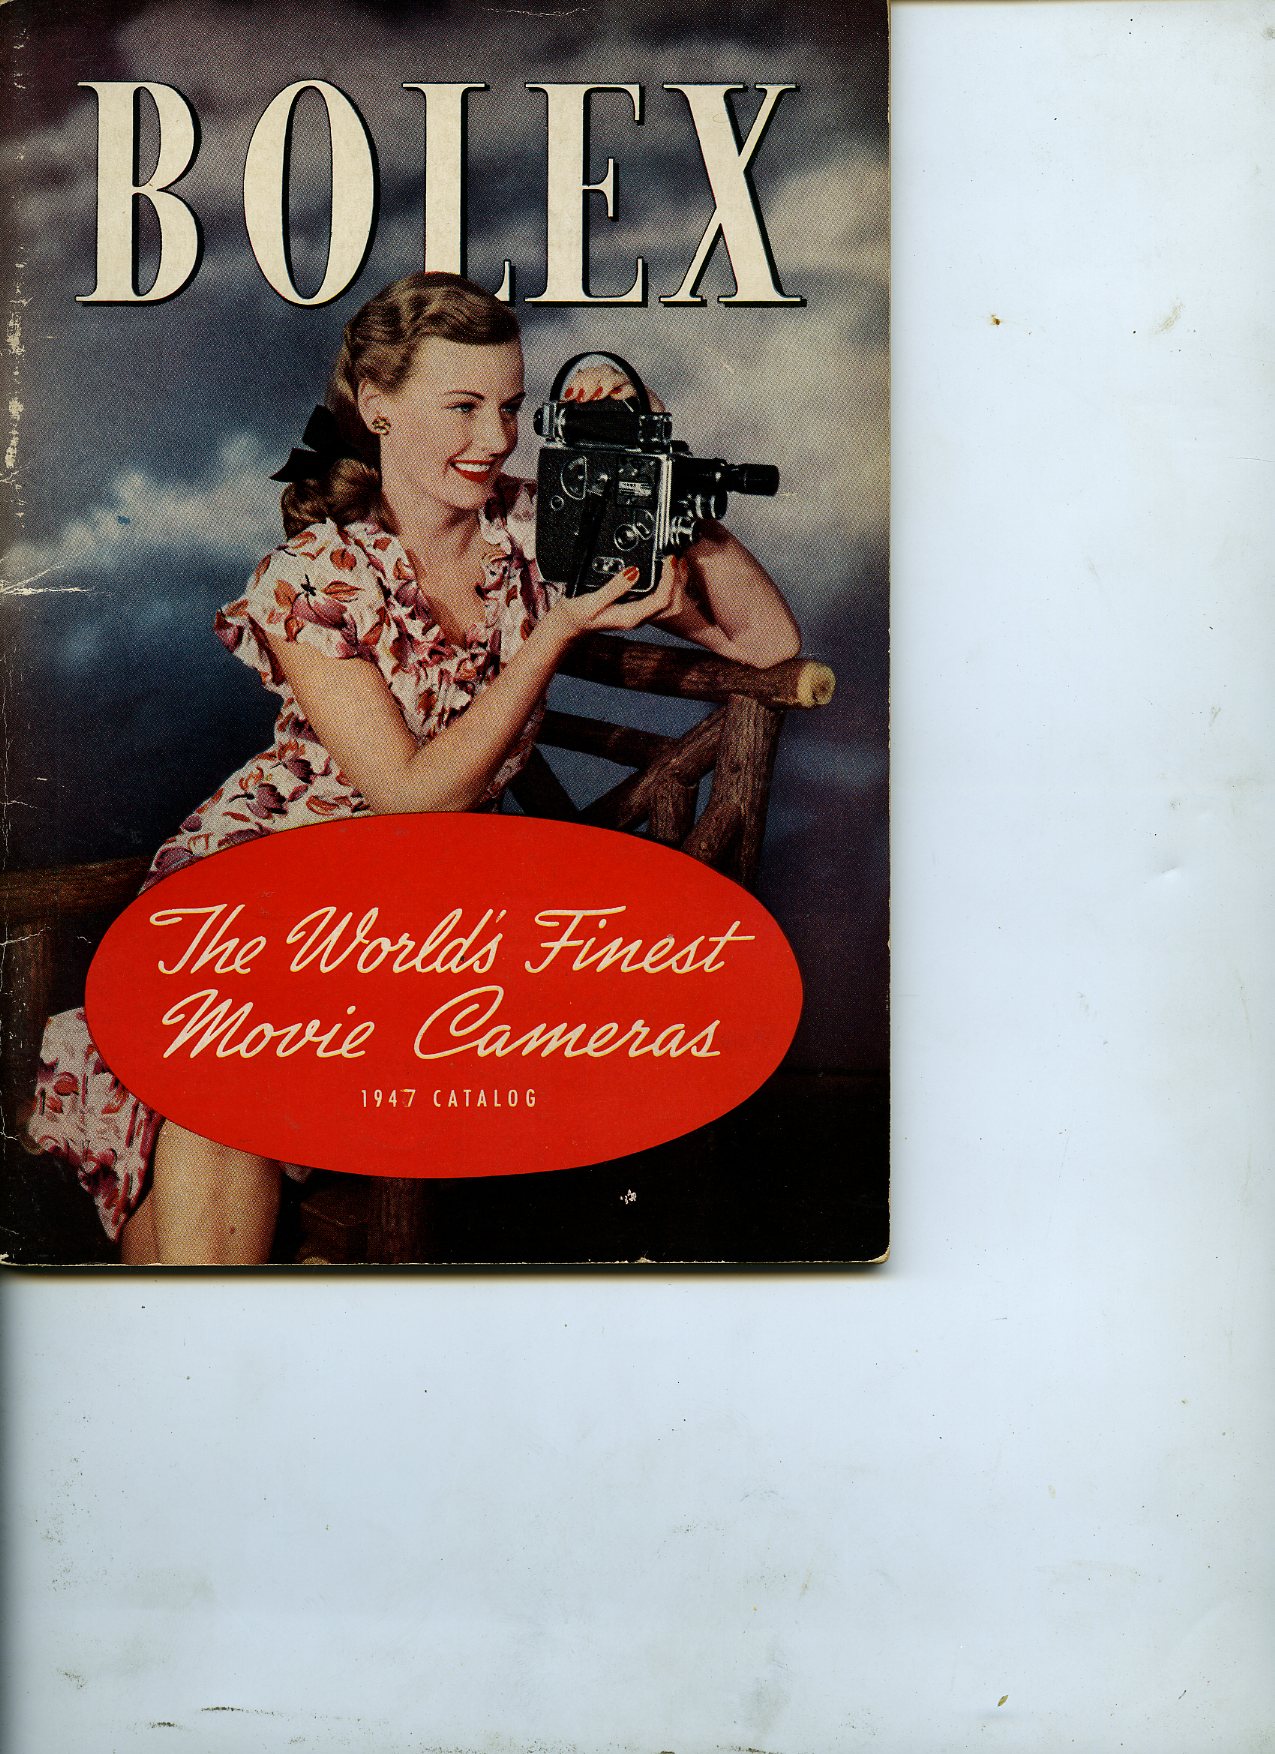 BOLEX
The World's Finest
Movie Cameras
1947 CATALOG